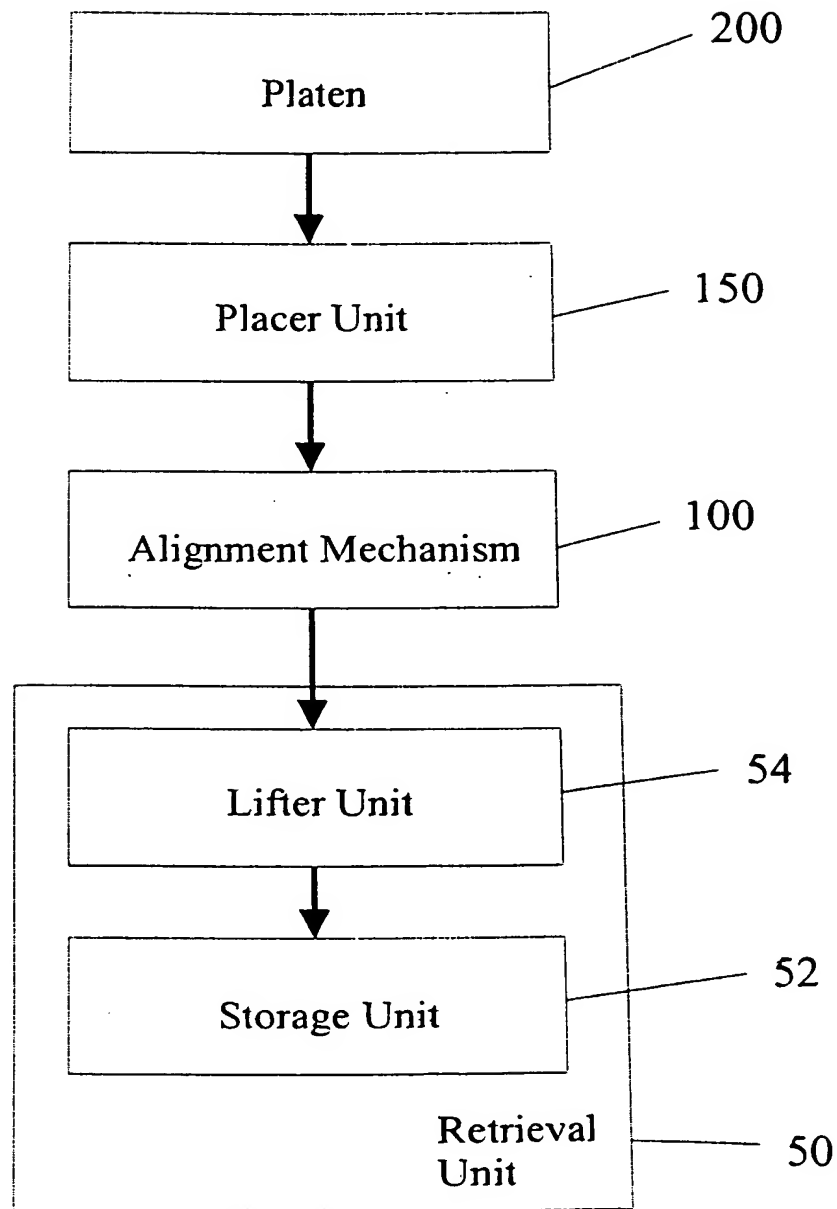 200
Platen
150
Placer Unit
100
Alignment Mechanism
54
Lifter Unit
52
Storage Unit
Retrieval
Unit
50